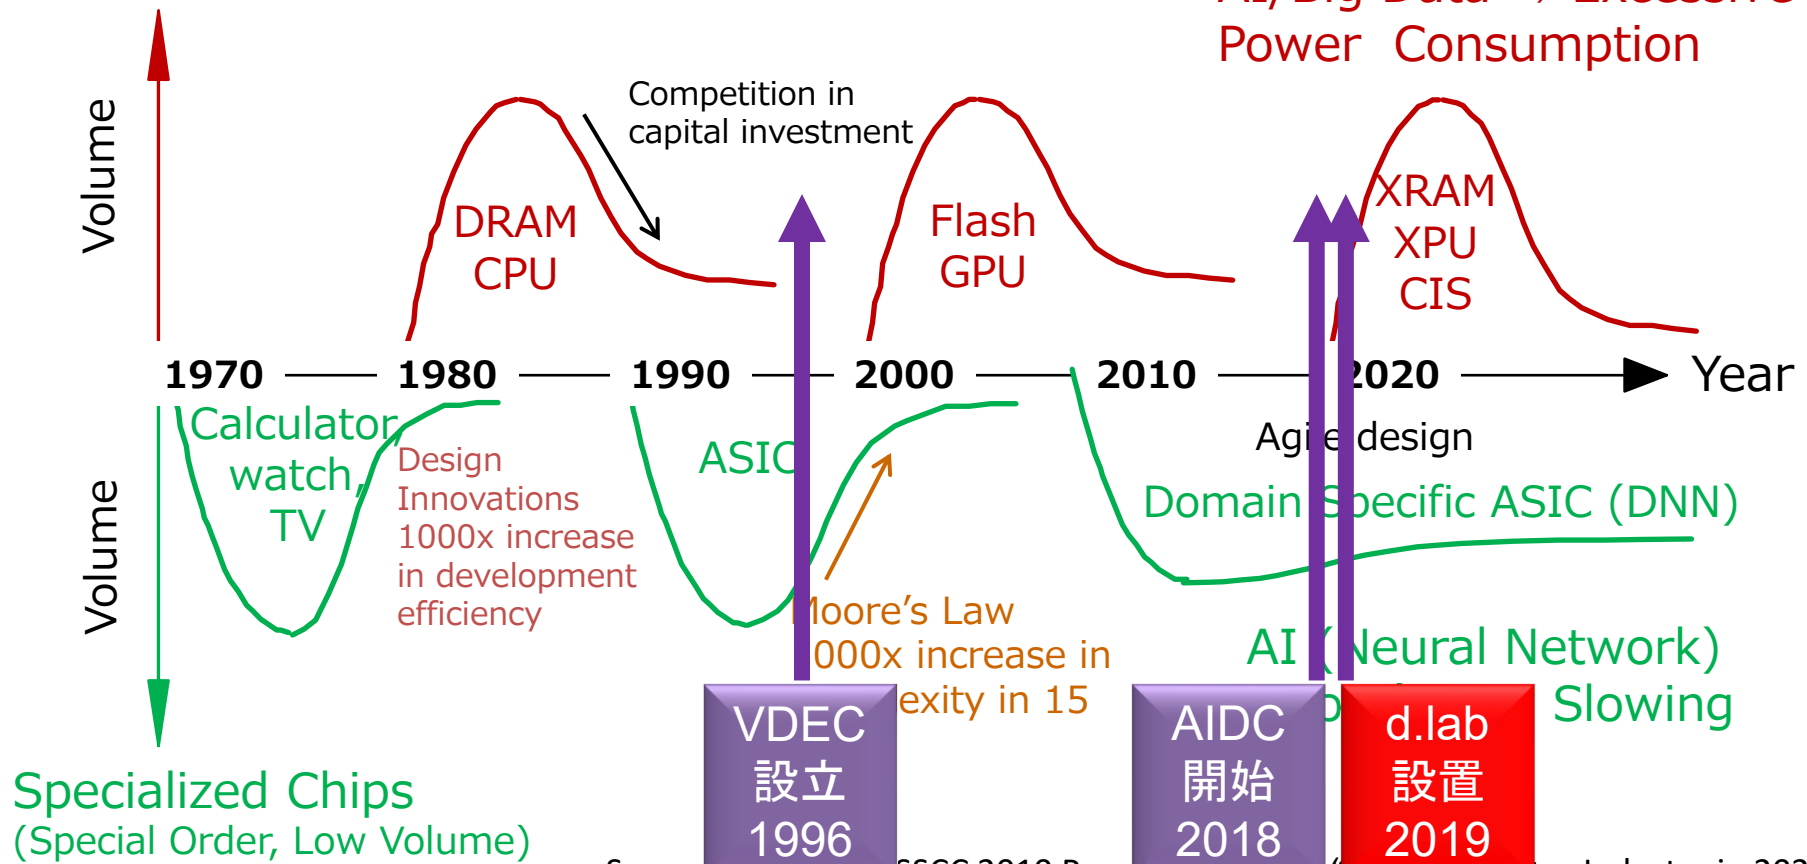 Power Consumption
Volume
Competition in
capital investment
DRAM
CPU
Flash
GPU
XRAM
XPU
CIS
1970
1980
1990
2000
2010
2020
Year
Calculator,
watch,
TV
Design
Innovations
1000x increase
in development
efficiency
ASIC
Moore's Law
000x increase in
exity in 15
Agile design
Domain Specific ASIC (DNN)
AI (Neural Network)
Slowing
Volume
VDEC
設立
1996
AIDC
開始
2018
d.lab
設置
2019
Specialized Chips
(Special Order, Low Volume)